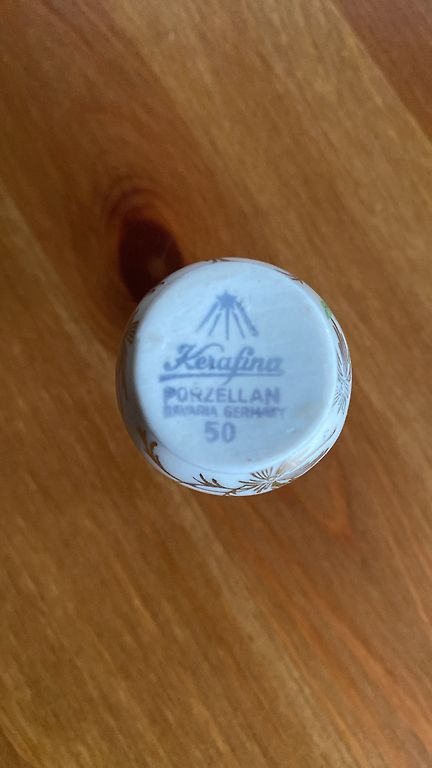 Kerafina
PORZELLAN
BAVARIA GERMANY
50